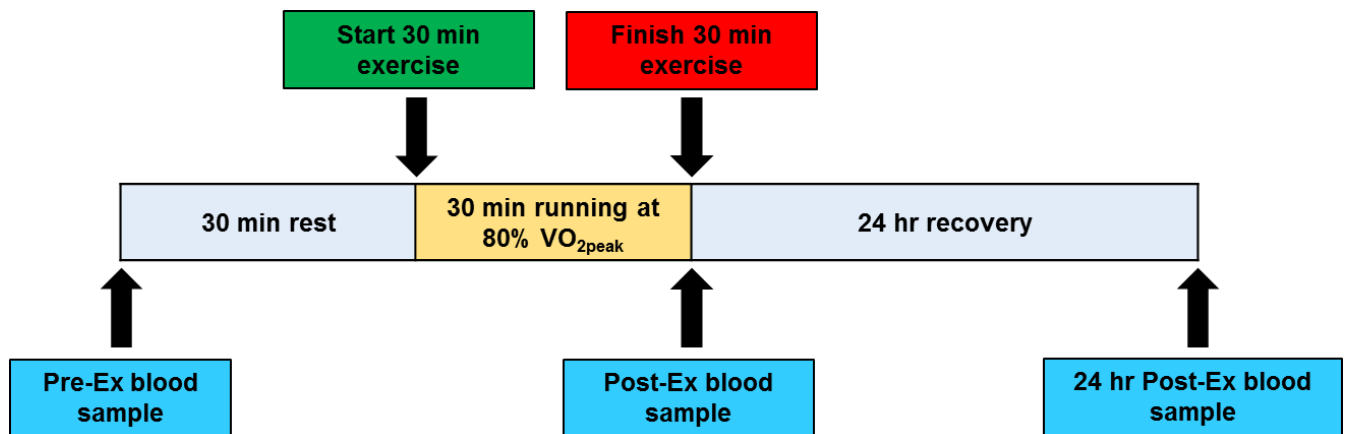 Start 30 min
exercise
Finish 30 min
exercise
30 min rest
30 min running at
80% VO2peak
24 hr recovery
Pre-Ex blood
sample
Post-Ex blood
sample
24 hr Post-Ex blood
sample